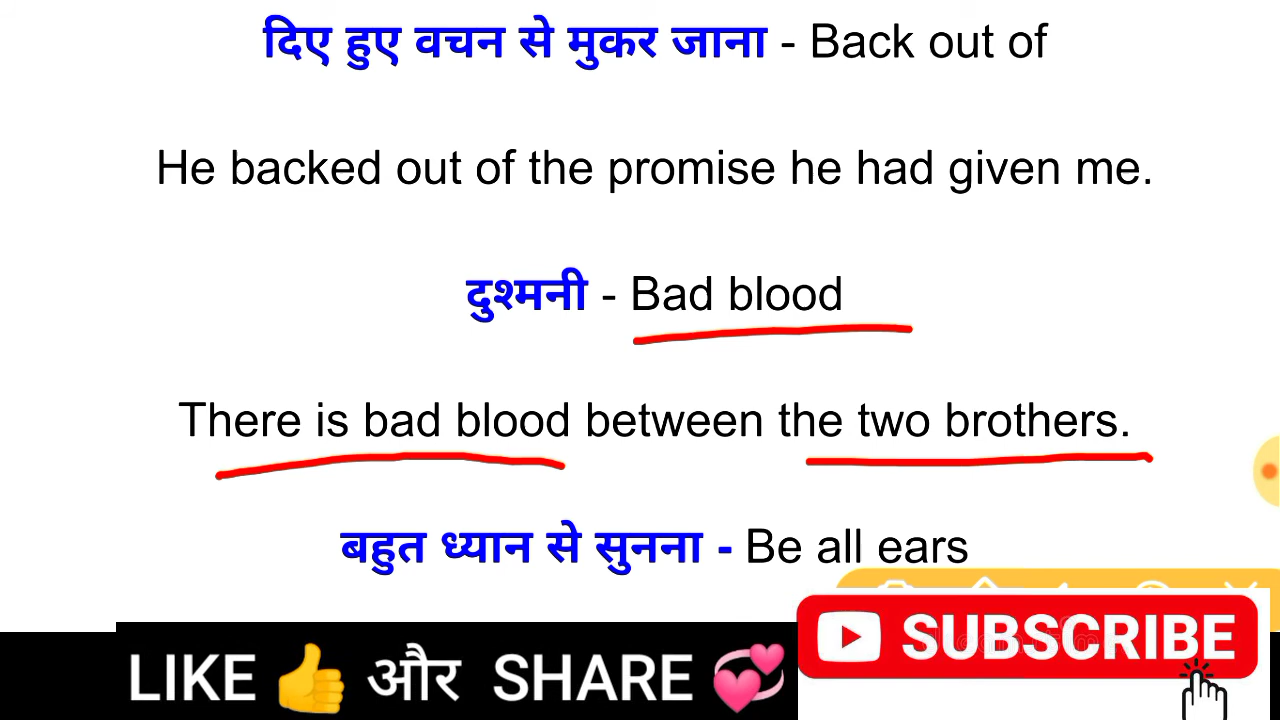 दिए हुए वचन से मुकर जाना - Back out of
He backed out of the promise he had given me.
दुश्मनी - Bad blood
There is bad blood between the two brothers.
बहुत ध्यान से सुनना - Be all ears
LIKE 👍 और SHARE 💞
SUBSCRIBE